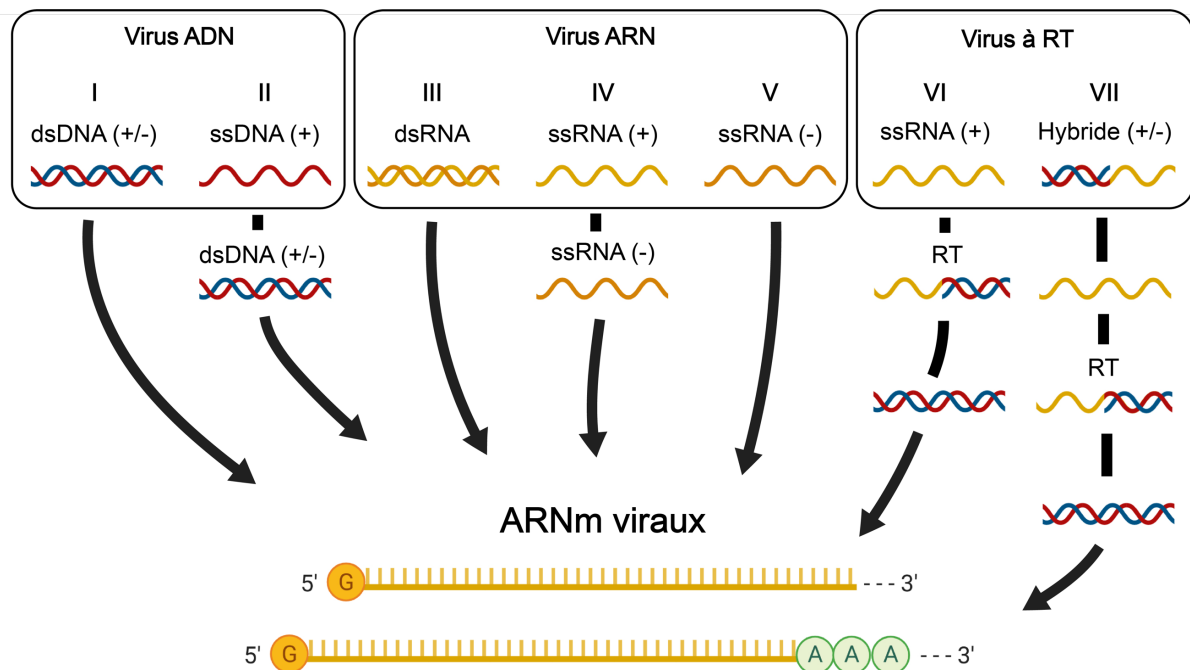 Virus ADN
Virus ARN
Virus à RT
I
II
III
IV
V
VI
VII
dsDNA (+/-)
ssDNA (+)
dsRNA
ssRNA (+)
ssRNA (-)
ssRNA (+)
Hybride (+/-)
dsDNA (+/-)
ssRNA (-)
RT
RT
ARNm viraux
5' G - - - 3'
5' G A A A - - - 3'